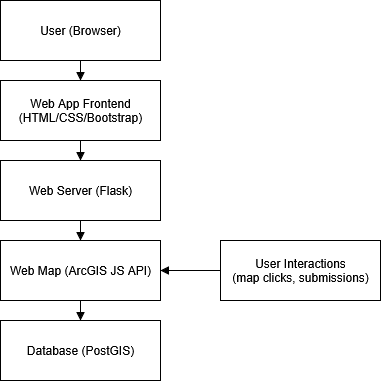 User (Browser)
Web App Frontend
(HTML/CSS/Bootstrap)
Web Server (Flask)
Web Map (ArcGIS JS API)
User Interactions
(map clicks, submissions)
Database (PostGIS)